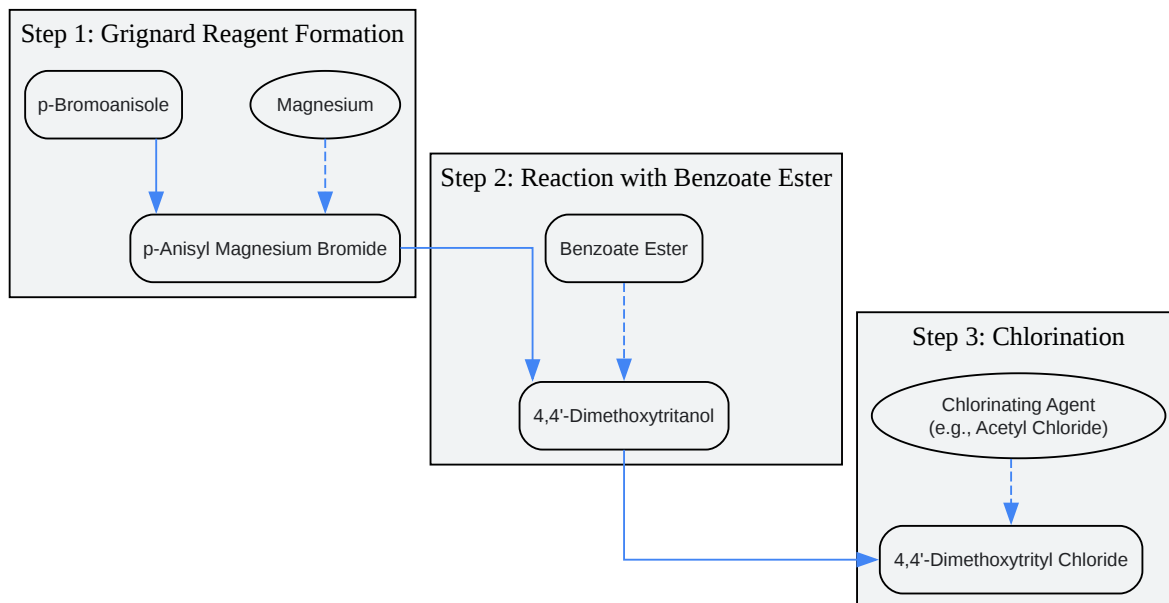 Step 1: Grignard Reagent Formation
p-Bromoanisole
Magnesium
p-Anisyl Magnesium Bromide
Step 2: Reaction with Benzoate Ester
Benzoate Ester
4,4'-Dimethoxytritanol
Step 3: Chlorination
Chlorinating Agent
(e.g., Acetyl Chloride)
4,4'-Dimethoxytrityl Chloride